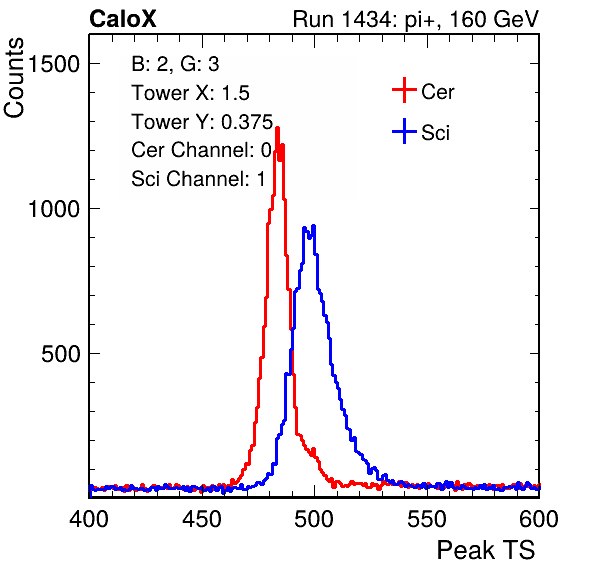 CaloX Run 1434: pi+, 160 GeV
Counts
1500
1000
500
B: 2, G: 3
Tower X: 1.5
Tower Y: 0.375
Cer Channel: 0
Sci Channel: 1
Cer
Sci
400 450 500 550 600
Peak TS